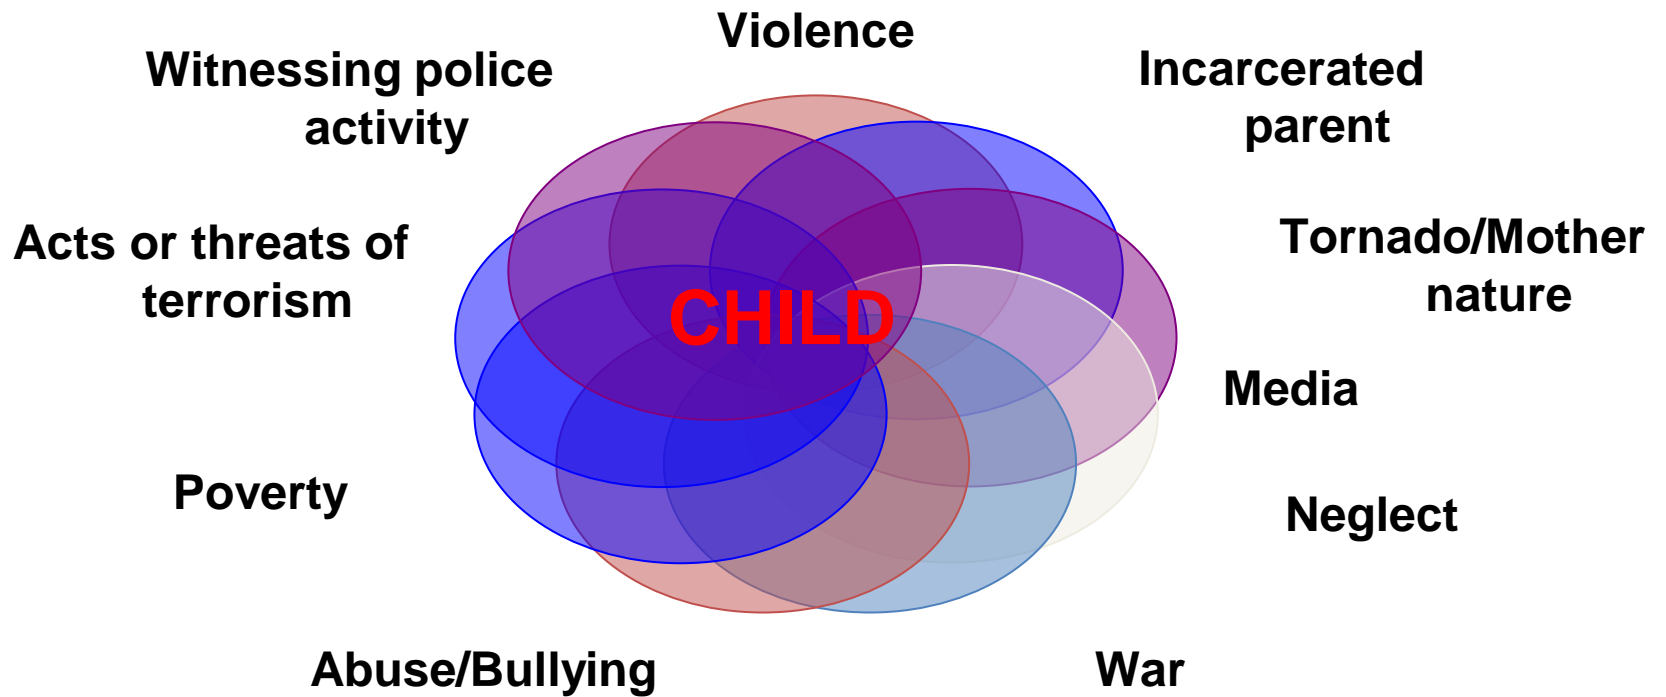 Violence
Witnessing police
activity
Incarcerated
parent
Acts or threats of
terrorism
Tornado/Mother
nature
CHILD
Media
Poverty
Neglect
Abuse/Bullying
War